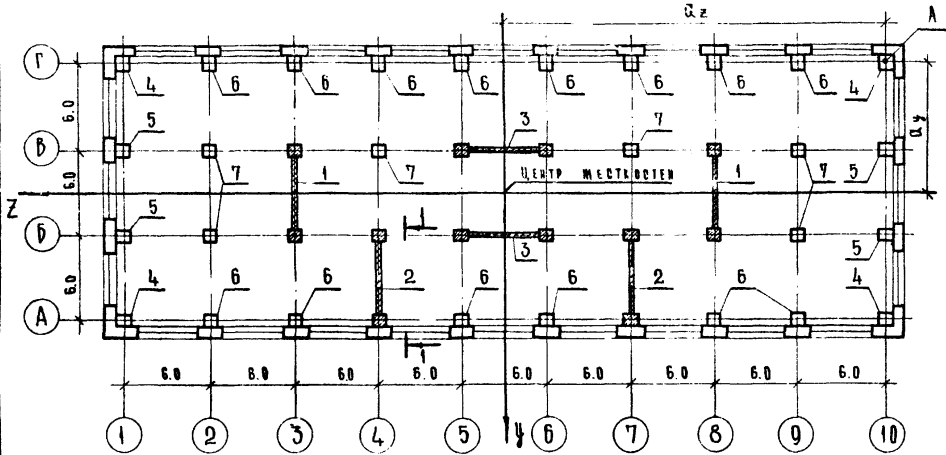 az A
Г 4 6 6 6 6 6 6 6 6 4
6.0 ay
В 5 7 7 1 3 7 1 7 5
6.0 ЦЕНТР ЖЕСТКОСТЕЙ
Z
Б 5 1 3 5
6.0 4 6 6 2 6 6 2 6 4
А 1
6.0 6.0 6.0 6.0 6.0 6.0 6.0 6.0 6.0
1 2 3 4 5 y 6 7 8 9 10